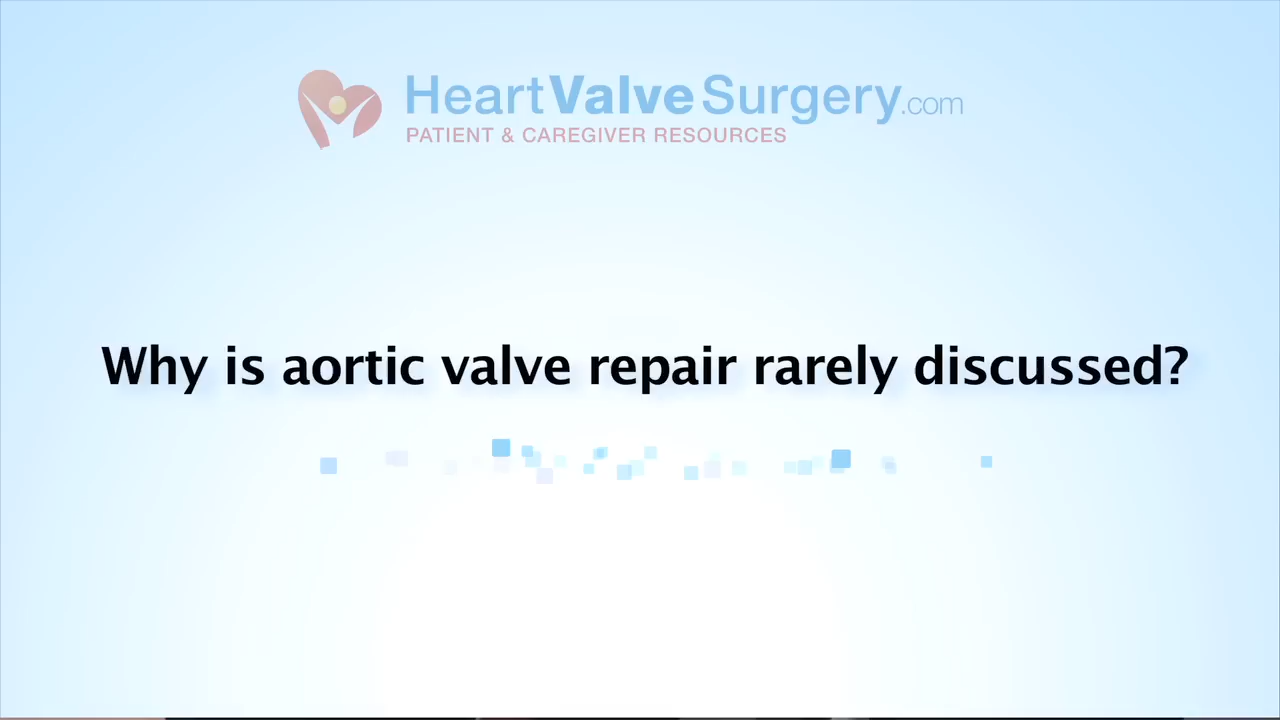 HeartValveSurgery.com
PATIENT & CAREGIVER RESOURCES
Why is aortic valve repair rarely discussed?